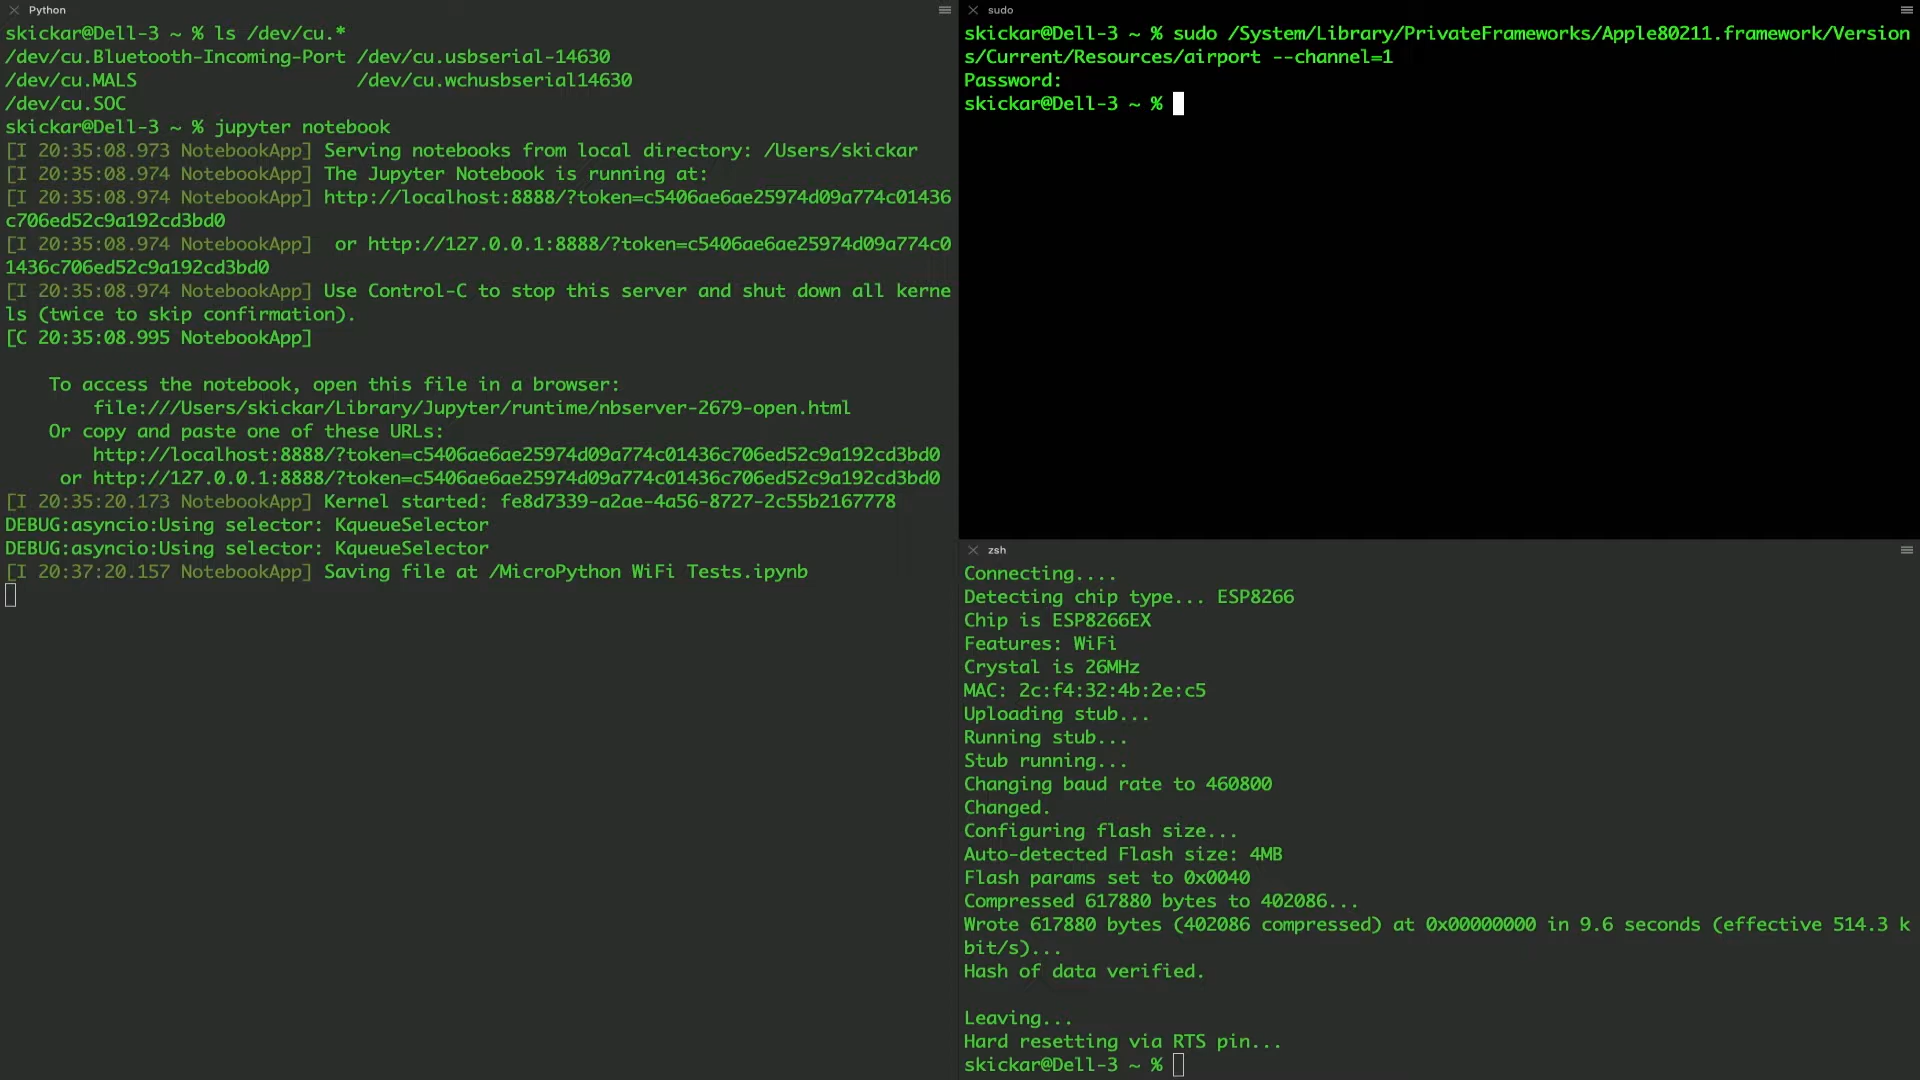 Python
skickar@Dell-3 ~ % ls /dev/cu.*
/dev/cu.Bluetooth-Incoming-Port /dev/cu.usbserial-14630
/dev/cu.MALS                    /dev/cu.wchusbserial14630
/dev/cu.SOC
skickar@Dell-3 ~ % jupyter notebook
[I 20:35:08.973 NotebookApp] Serving notebooks from local directory: /Users/skickar
[I 20:35:08.974 NotebookApp] The Jupyter Notebook is running at:
[I 20:35:08.974 NotebookApp] http://localhost:8888/?token=c5406ae6ae25974d09a774c01436
c706ed52c9a192cd3bd0
[I 20:35:08.974 NotebookApp]  or http://127.0.0.1:8888/?token=c5406ae6ae25974d09a774c0
1436c706ed52c9a192cd3bd0
[I 20:35:08.974 NotebookApp] Use Control-C to stop this server and shut down all kerne
ls (twice to skip confirmation).
[C 20:35:08.995 NotebookApp]
    To access the notebook, open this file in a browser:
        file:///Users/skickar/Library/Jupyter/runtime/nbserver-2679-open.html
    Or copy and paste one of these URLs:
        http://localhost:8888/?token=c5406ae6ae25974d09a774c01436c706ed52c9a192cd3bd0
     or http://127.0.0.1:8888/?token=c5406ae6ae25974d09a774c01436c706ed52c9a192cd3bd0
[I 20:35:20.173 NotebookApp] Kernel started: fe8d7339-a2ae-4a56-8727-2c55b2167778
DEBUG:asyncio:Using selector: KqueueSelector
DEBUG:asyncio:Using selector: KqueueSelector
[I 20:37:20.157 NotebookApp] Saving file at /MicroPython WiFi Tests.ipynb
sudo
skickar@Dell-3 ~ % sudo /System/Library/PrivateFrameworks/Apple80211.framework/Version
s/Current/Resources/airport --channel=1
Password:
skickar@Dell-3 ~ %
zsh
Connecting....
Detecting chip type... ESP8266
Chip is ESP8266EX
Features: WiFi
Crystal is 26MHz
MAC: 2c:f4:32:4b:2e:c5
Uploading stub...
Running stub...
Stub running...
Changing baud rate to 460800
Changed.
Configuring flash size...
Auto-detected Flash size: 4MB
Flash params set to 0x0040
Compressed 617880 bytes to 402086...
Wrote 617880 bytes (402086 compressed) at 0x00000000 in 9.6 seconds (effective 514.3 k
bit/s)...
Hash of data verified.
Leaving...
Hard resetting via RTS pin...
skickar@Dell-3 ~ %